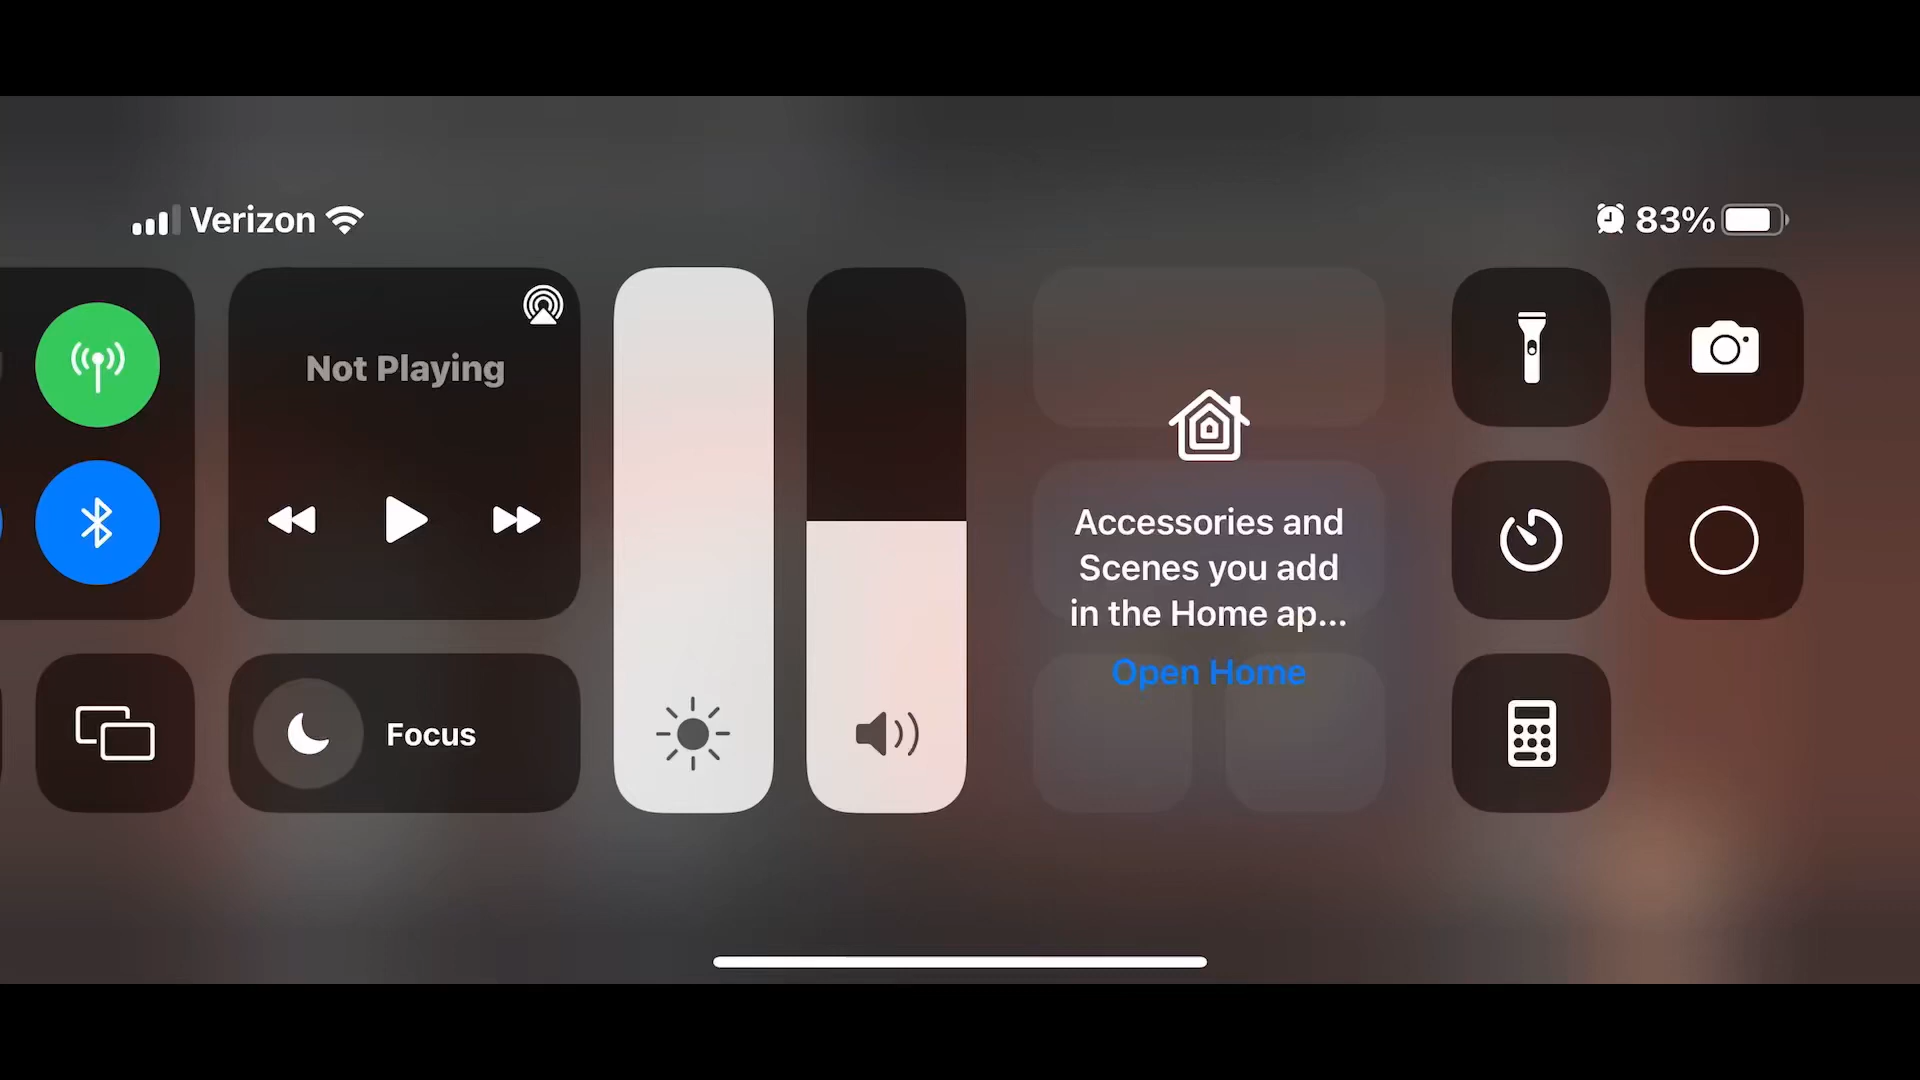 Verizon
83%
Not Playing
Accessories and
Scenes you add
in the Home ap...
Open Home
Focus